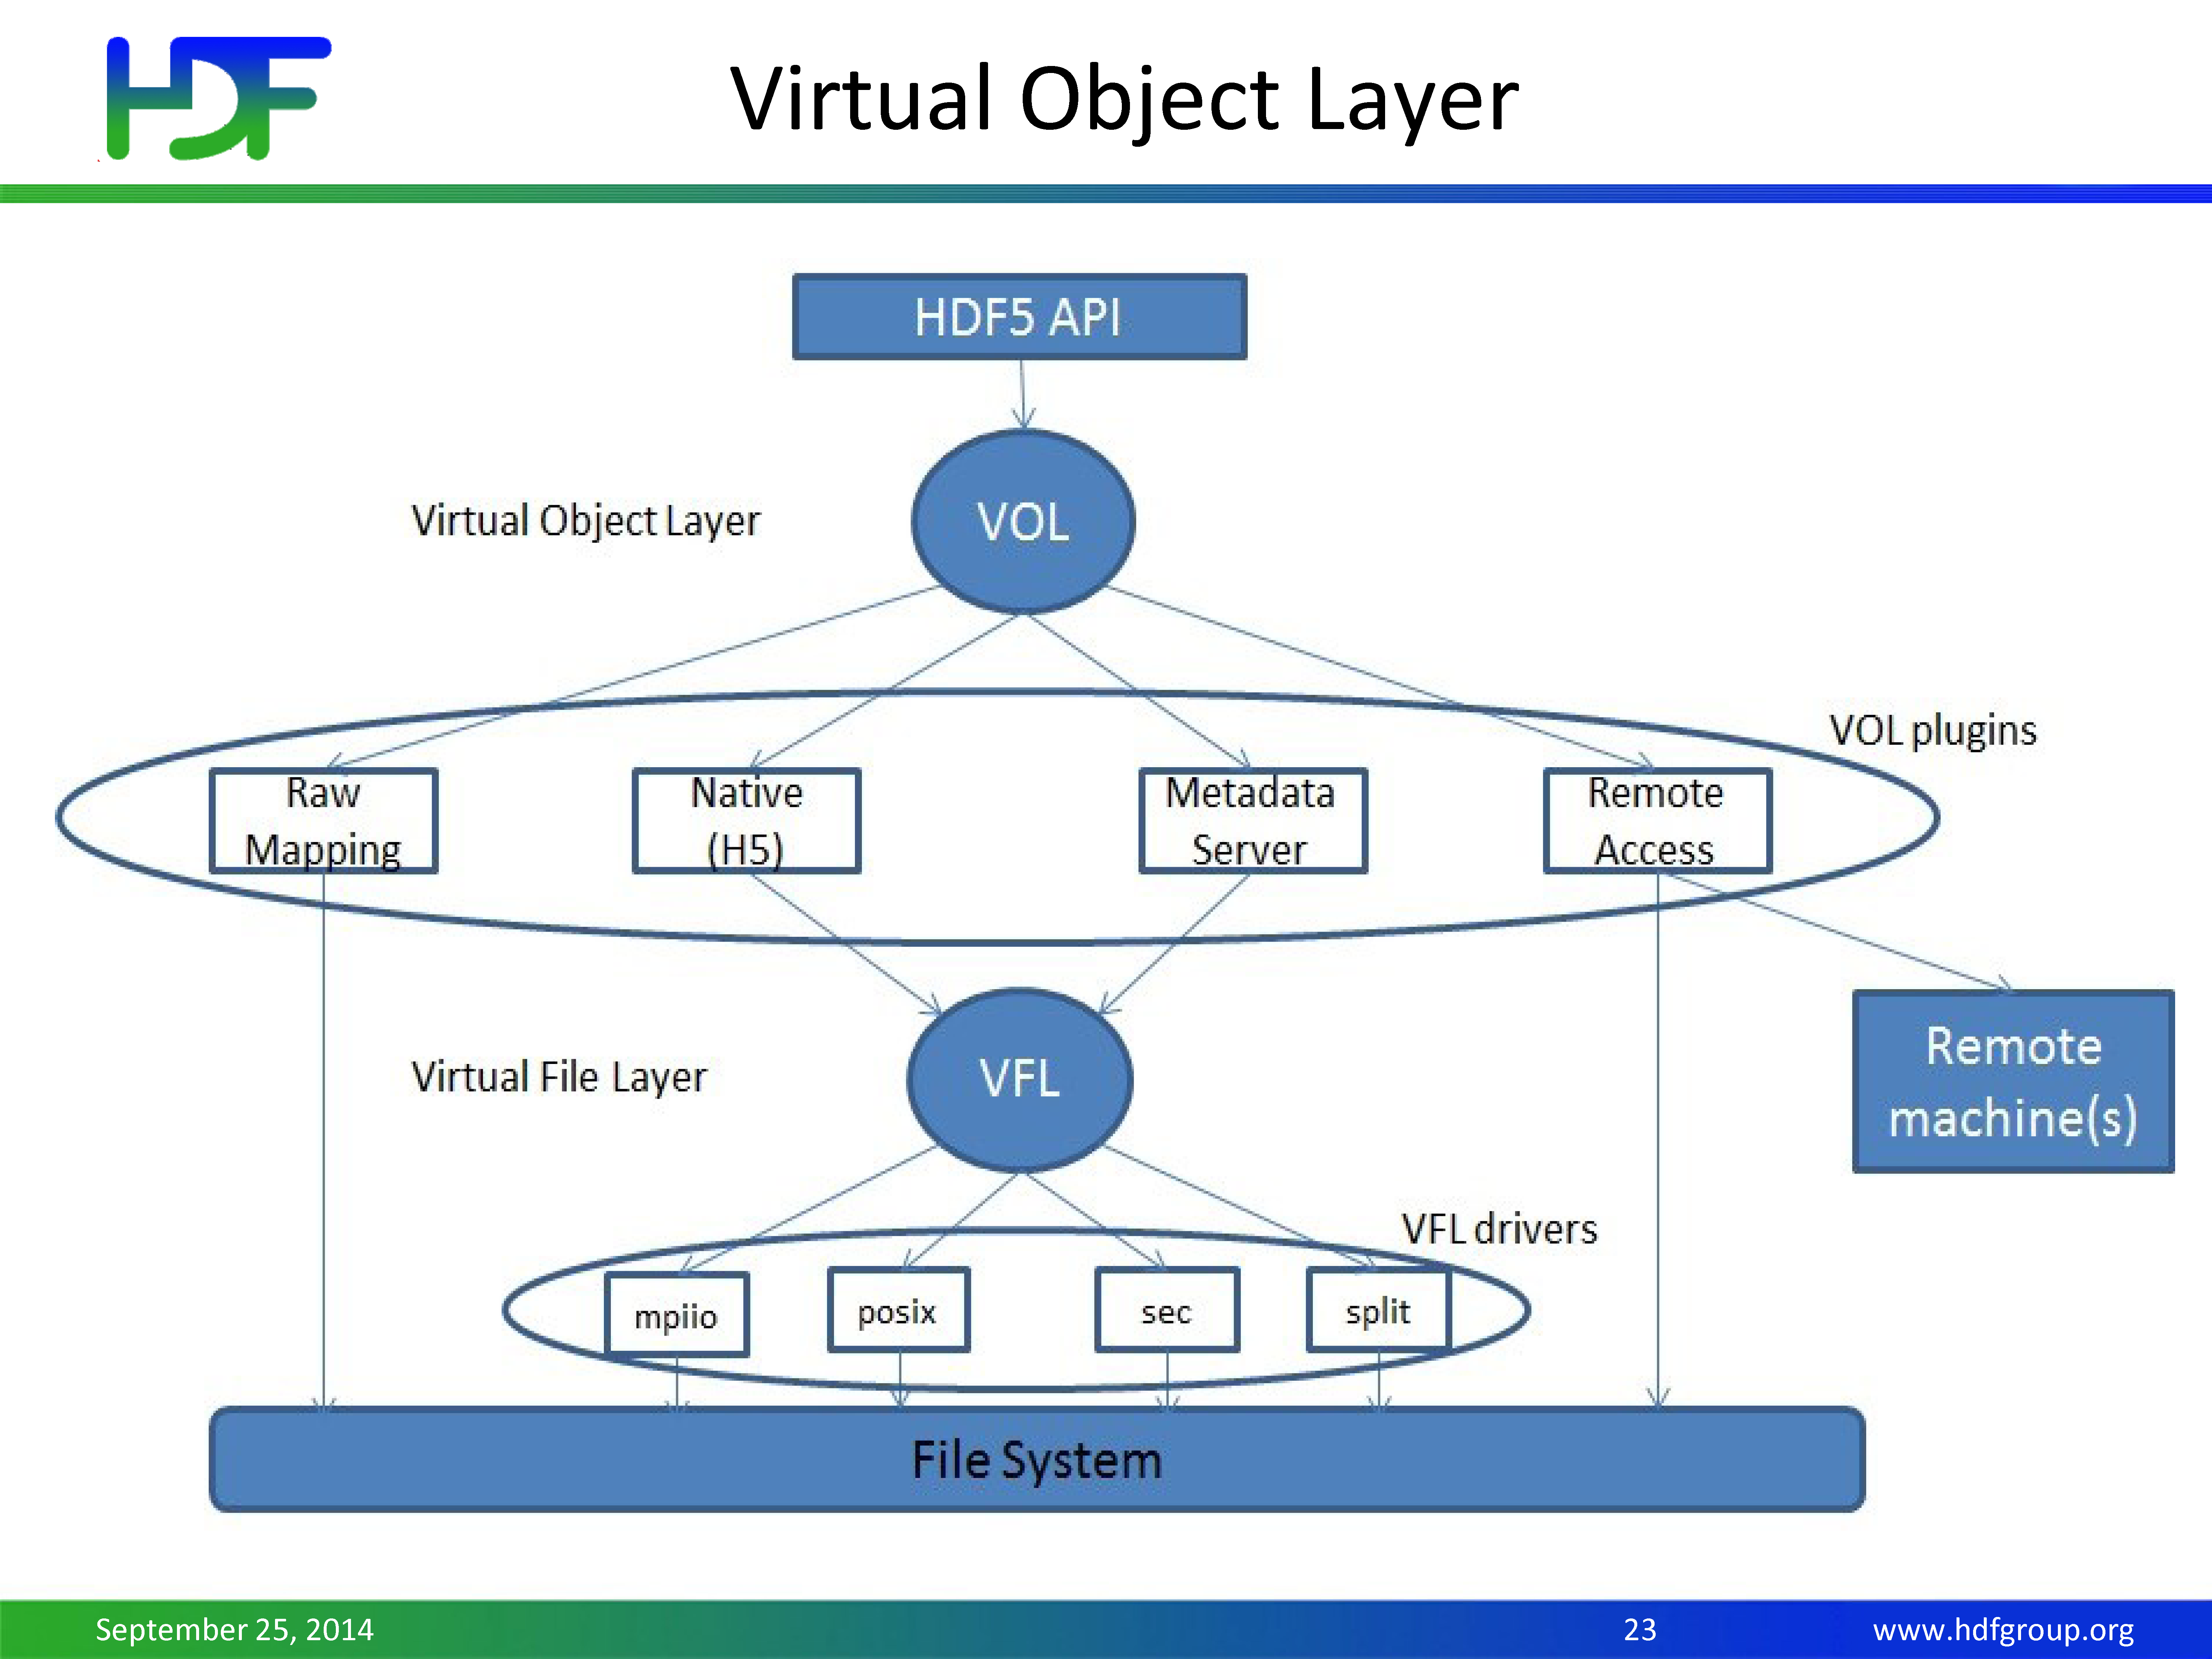 HDF
Virtual Object Layer
HDF5 API
Virtual Object Layer
VOL
VOL plugins
Raw
Mapping
Native
(H5)
Metadata
Server
Remote
Access
Virtual File Layer
VFL
Remote
machine(s)
VFL drivers
mpiio
posix
sec
split
File System
September 25, 2014
23
www.hdfgroup.org